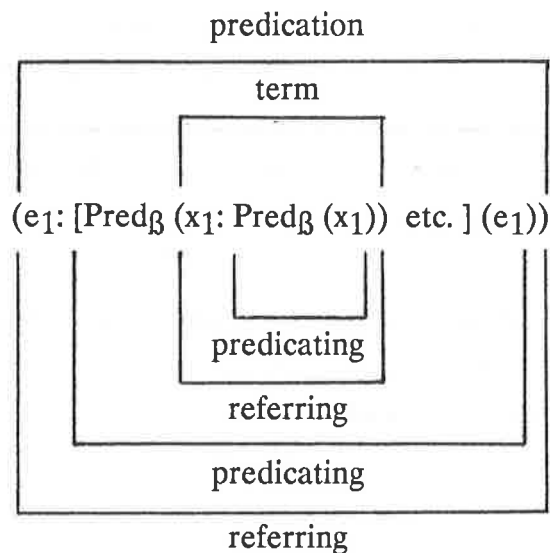 predication
term
(e₁: [Predᵦ (x₁: Predᵦ (x₁)) etc. ] (e₁))
predicating
referring
predicating
referring